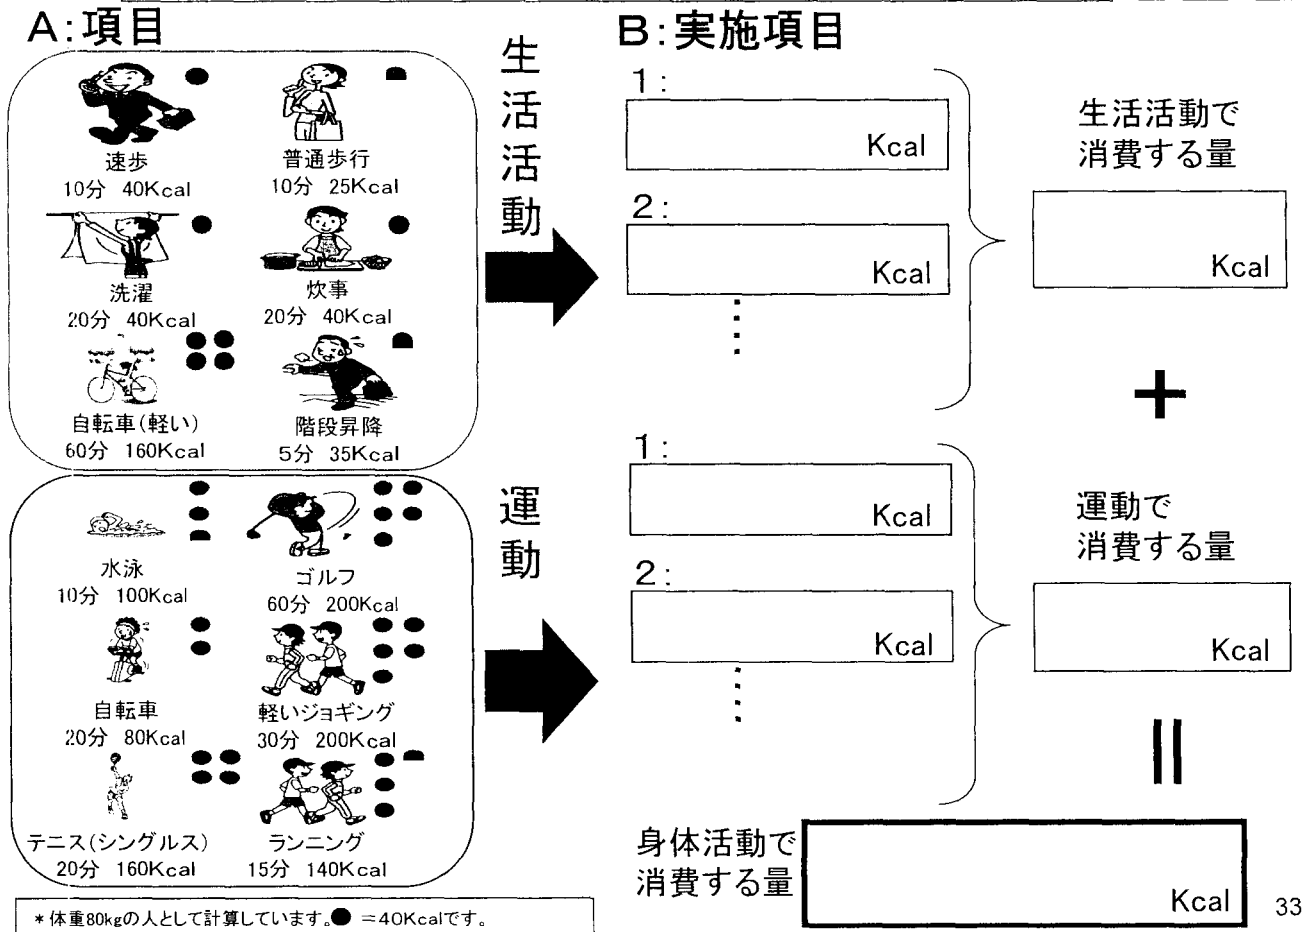 A:項目
速歩
10分 40Kcal
普通歩行
10分 25Kcal
洗濯
20分 40Kcal
炊事
20分 40Kcal
自転車(軽い)
60分 160Kcal
階段昇降
5分 35Kcal
水泳
10分 100Kcal
ゴルフ
60分 200Kcal
自転車
20分 80Kcal
軽いジョギング
30分 200Kcal
テニス(シングルス)
20分 160Kcal
ランニング
15分 140Kcal
*体重80kgの人として計算しています。● =40Kcalです。
生活活動
運動
B:実施項目
1:
Kcal
2:
Kcal
生活活動で
消費する量
Kcal
+
1:
Kcal
2:
Kcal
運動で
消費する量
Kcal
||
身体活動で
消費する量
Kcal
33